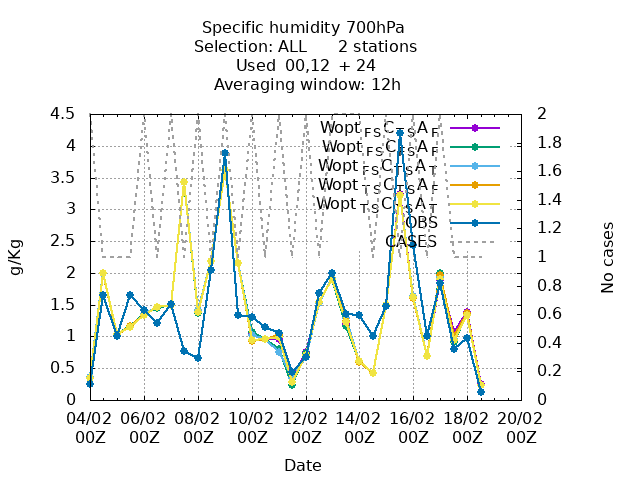 Specific humidity 700hPa
Selection: ALL 2 stations
Used 00,12 + 24
Averaging window: 12h
g/Kg
No cases
4.5
4
3.5
3
2.5
2
1.5
1
0.5
0
2
1.8
1.6
1.4
1.2
1
0.8
0.6
0.4
0.2
0
Wopt FS C TS A F
Wopt FS C FS A F
Wopt FS C FS A T
Wopt TS C TS A F
Wopt TS C TS A T
OBS
CASES
04/02 06/02 08/02 10/02 12/02 14/02 16/02 18/02 20/02
00Z 00Z 00Z 00Z 00Z 00Z 00Z 00Z 00Z
Date